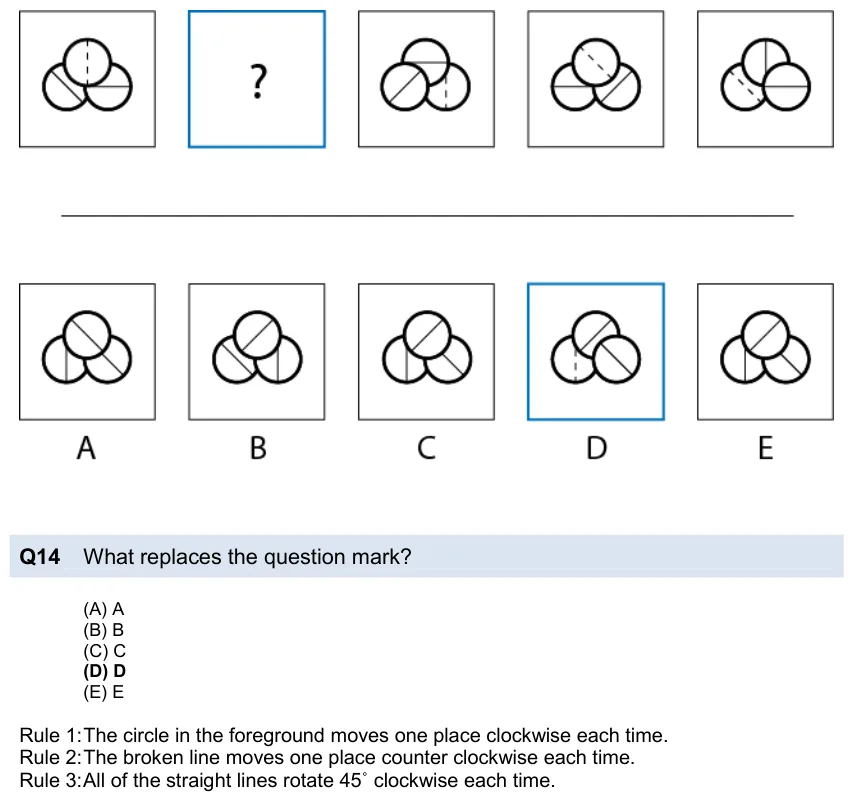 ?
A B C D E
Q14 What replaces the question mark?
(A) A
(B) B
(C) C
(D) D
(E) E
Rule 1:The circle in the foreground moves one place clockwise each time.
Rule 2:The broken line moves one place counter clockwise each time.
Rule 3:All of the straight lines rotate 45˚ clockwise each time.